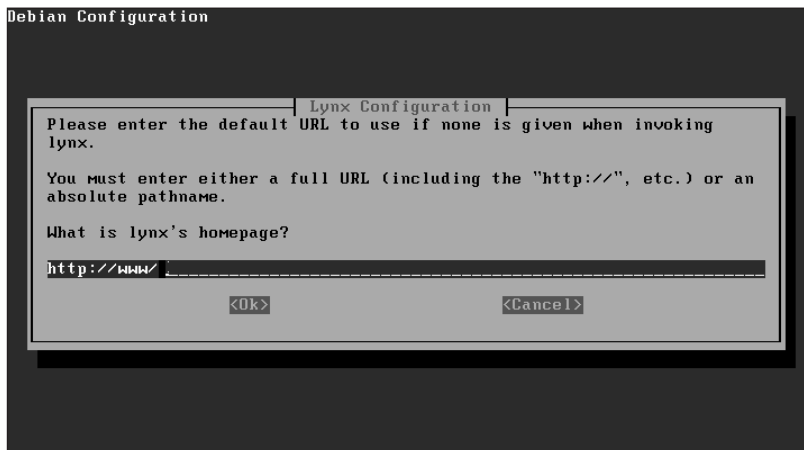 Debian Configuration
Lynx Configuration
Please enter the default URL to use if none is given when invoking
lynx.
You must enter either a full URL (including the "http://", etc.) or an
absolute pathname.
What is lynx's homepage?
http://www/
<Ok> <Cancel>